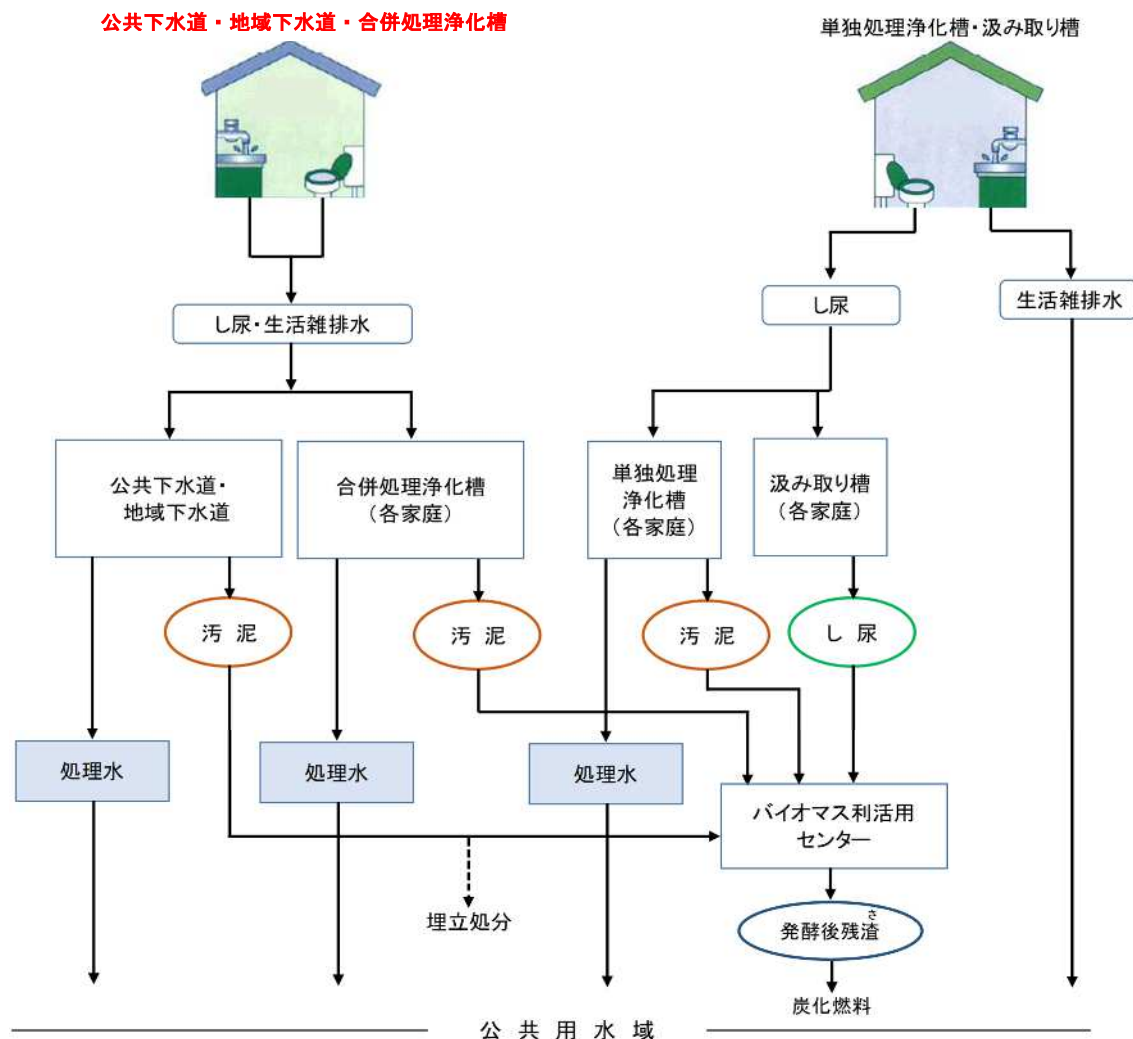 公共下水道・地域下水道・合併処理浄化槽
単独処理浄化槽・汲み取り槽
し尿・生活雑排水
し尿
生活雑排水
公共下水道・
地域下水道
合併処理浄化槽
(各家庭)
単独処理
浄化槽
(各家庭)
汲み取り槽
(各家庭)
汚泥
汚泥
汚泥
し尿
処理水
処理水
処理水
バイオマス利活用
センター
埋立処分
さ
発酵後残渣
炭化燃料
公共用水域